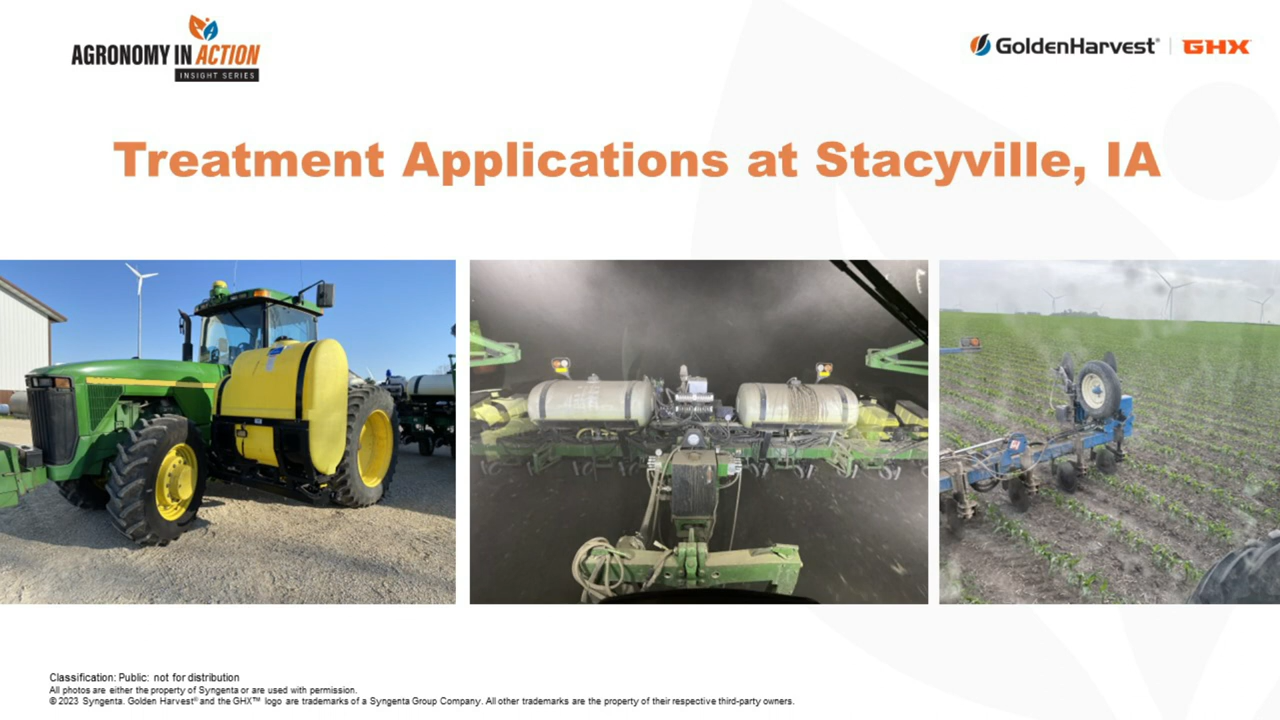 AGRONOMY IN ACTION
INSIGHT SERIES
GoldenHarvest® | GHX
Treatment Applications at Stacyville, IA
Classification: Public: not for distribution
All photos are either the property of Syngenta or are used with permission.
© 2023 Syngenta. Golden Harvest® and the GHX™ logo are trademarks of a Syngenta Group Company. All other trademarks are the property of their respective third-party owners.